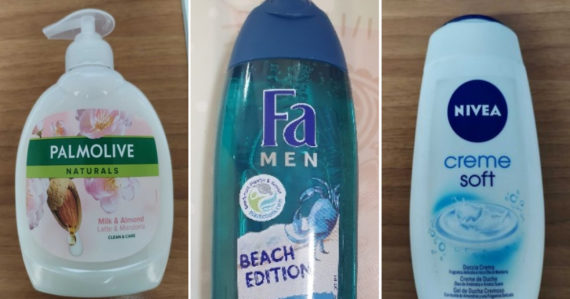 PALMOLIVE
NATURALS
Milk & Almond
Latte & Mandorla
CLEAN & CARE
Fa
MEN
BEACH
EDITION
NIVEA
creme
soft
Doccia Crema
Creme de Ducha
Gel de Ducha Cremoso